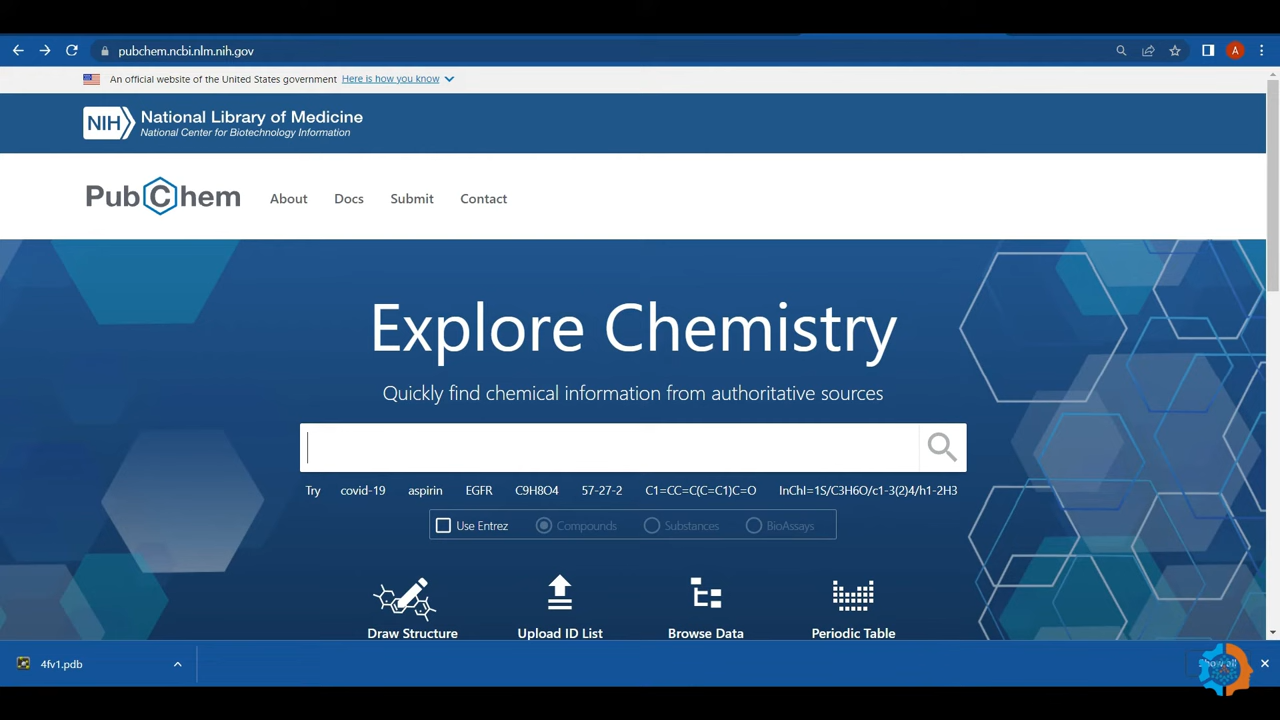 pubchem.ncbi.nlm.nih.gov
A
An official website of the United States government Here is how you know
NIH National Library of Medicine
National Center for Biotechnology Information
PubChem About Docs Submit Contact
Explore Chemistry
Quickly find chemical information from authoritative sources
Try covid-19 aspirin EGFR C9H8O4 57-27-2 C1=CC=C(C=C1)C=O InChI=1S/C3H6O/c1-3(2)4/h1-2H3
Use Entrez Compounds Substances BioAssays
Draw Structure Upload ID List Browse Data Periodic Table
4fv1.pdb Show all